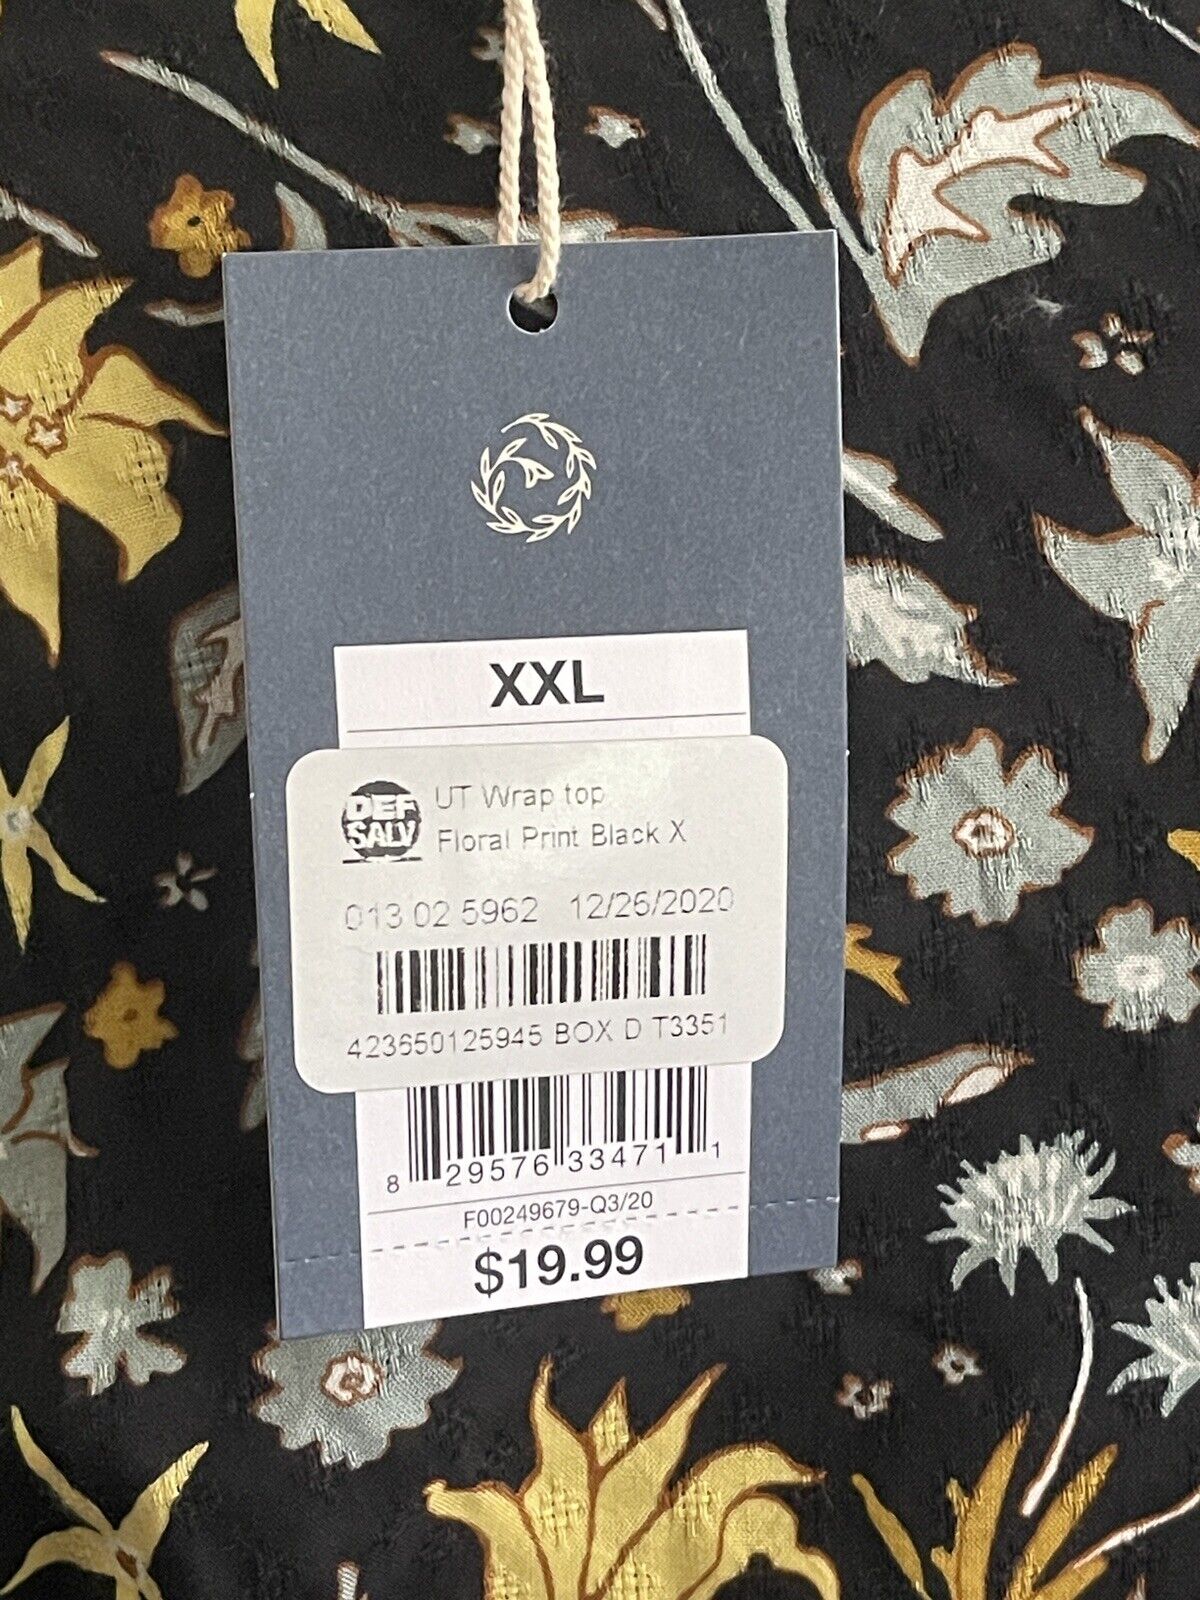 XXL
DEF SALV
UT Wrap top
Floral Print Black X
013 02 5962 12/26/2020
423650125945 BOX D T3351
8 29576 33471 1
F00249679-Q3/20
$19.99